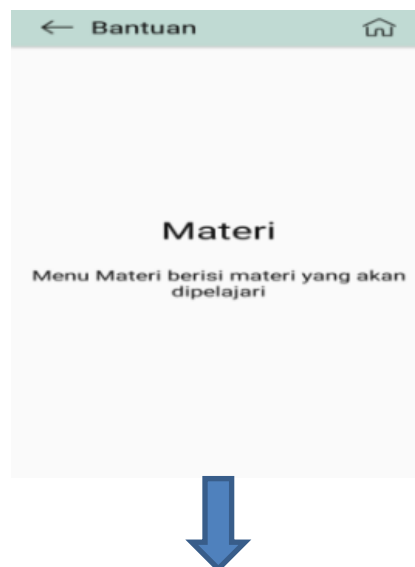 Bantuan
Materi
Menu Materi berisi materi yang akan
dipelajari